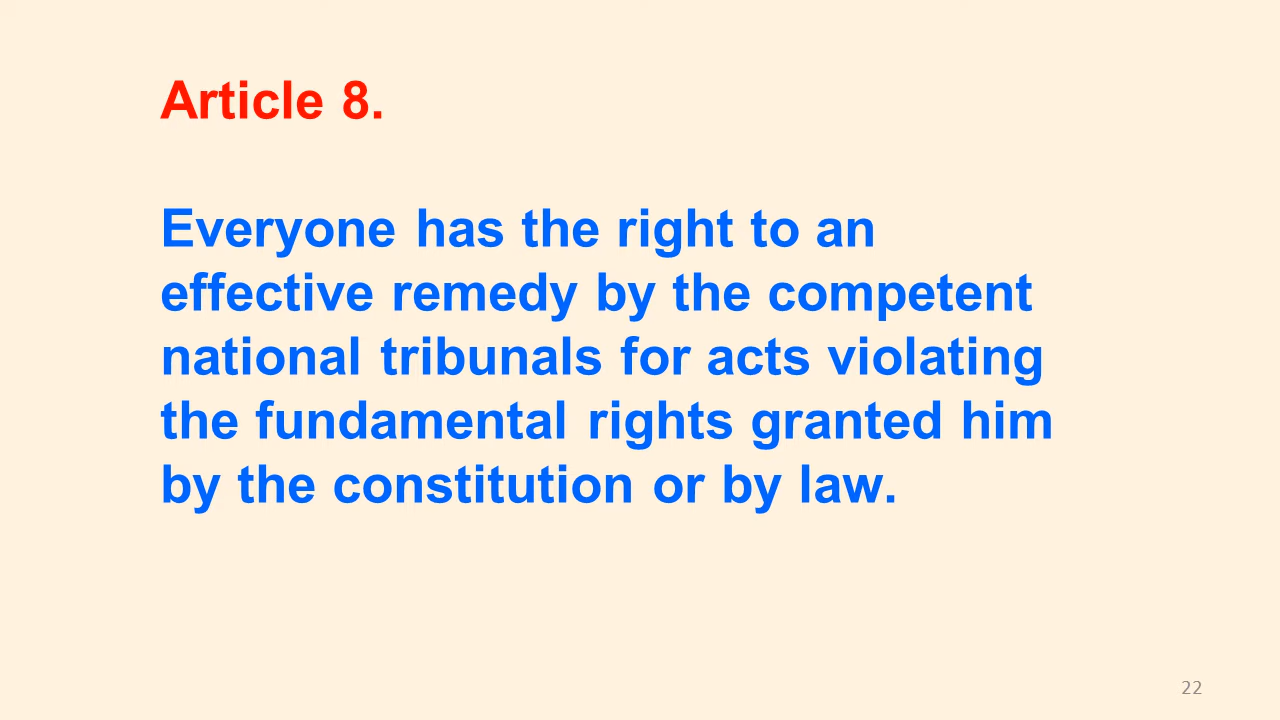 Article 8.
Everyone has the right to an
effective remedy by the competent
national tribunals for acts violating
the fundamental rights granted him
by the constitution or by law.
22